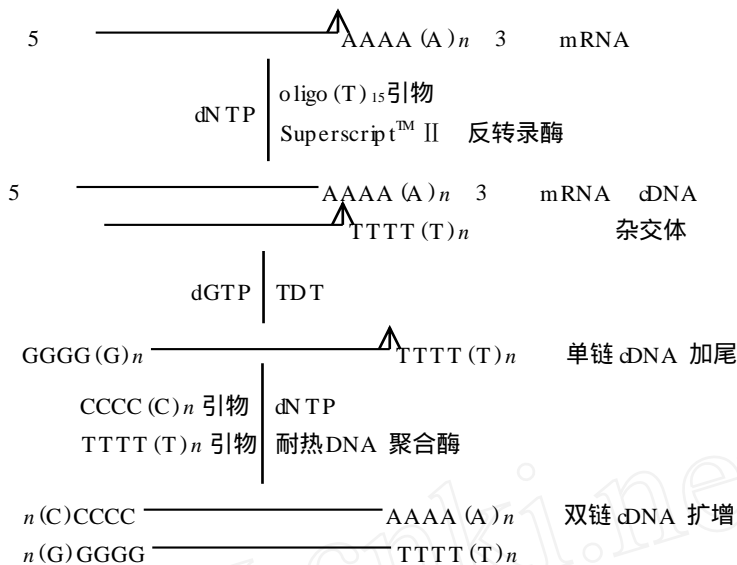 5 AAAA(A)n 3 mRNA
dNTP oligo(T)15引物
Superscript™ Ⅱ 反转录酶
5 AAAA(A)n 3 mRNA cDNA
TTTT(T)n 杂交体
dGTP TDT
GGGG(G)n TTTT(T)n 单链cDNA 加尾
CCCC(C)n 引物 dNTP
TTTT(T)n 引物 耐热DNA 聚合酶
n(C)CCCC AAAA(A)n 双链cDNA 扩增
n(G)GGGG TTTT(T)n